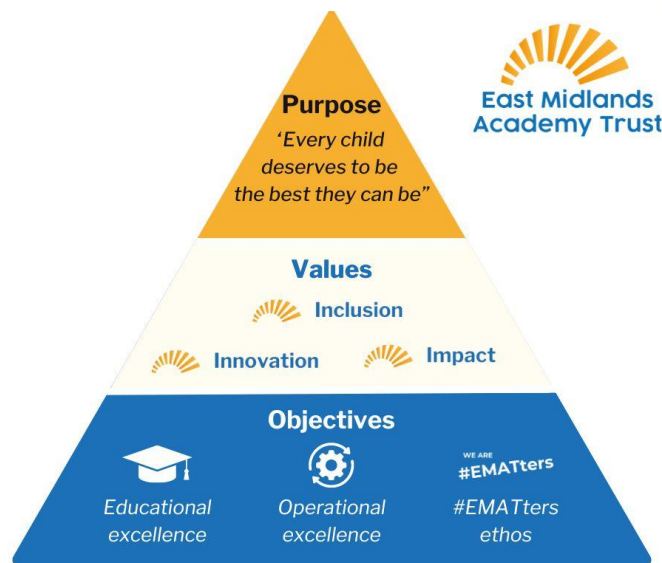 East Midlands
Academy Trust
Purpose
‘Every child
deserves to be
the best they can be”
Values
Inclusion
Innovation
Impact
Objectives
Educational
excellence
Operational
excellence
WE ARE
#EMATters
#EMATters
ethos